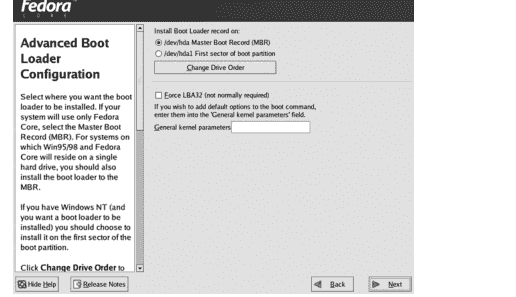 Fedora
CORE
Advanced Boot
Loader
Configuration
Select where you want the boot
loader to be installed. If your
system will use only Fedora
Core, select the Master Boot
Record (MBR). For systems on
which Win95/98 and Fedora
Core will reside on a single
hard drive, you should also
install the boot loader to the
MBR.
If you have Windows NT (and
you want a boot loader to be
installed) you should choose to
install it on the first sector of the
boot partition.
Click Change Drive Order to
Install Boot Loader record on:
/dev/hda Master Boot Record (MBR)
/dev/hda1 First sector of boot partition
Change Drive Order
Force LBA32 (not normally required)
If you wish to add default options to the boot command,
enter them into the 'General kernel parameters' field.
General kernel parameters
Hide Help
Release Notes
Back
Next